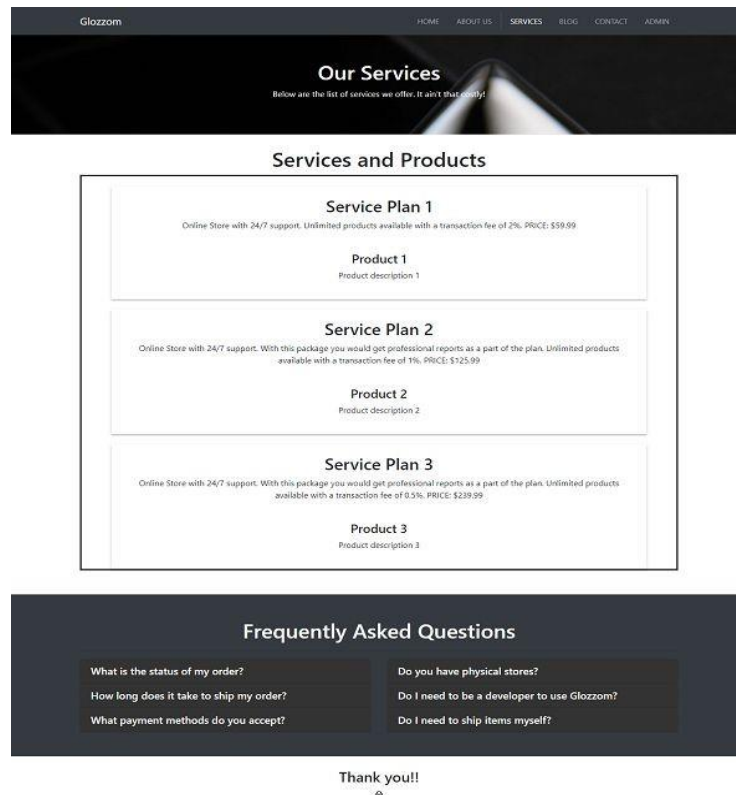 Glozzom
HOME ABOUT US SERVICES BLOG CONTACT ADMIN
Our Services
Below are the list of services we offer. It ain't that costly!
Services and Products
Service Plan 1
Online Store with 24/7 support. Unlimited products available with a transaction fee of 2%. PRICE: $59.99
Product 1
Product description 1
Service Plan 2
Online Store with 24/7 support. With this package you would get professional reports as a part of the plan. Unlimited products
available with a transaction fee of 1%. PRICE: $125.99
Product 2
Product description 2
Service Plan 3
Online Store with 24/7 support. With this package you would get professional reports as a part of the plan. Unlimited products
available with a transaction fee of 0.5%. PRICE: $239.99
Product 3
Product description 3
Frequently Asked Questions
What is the status of my order?
How long does it take to ship my order?
What payment methods do you accept?
Do you have physical stores?
Do I need to be a developer to use Glozzom?
Do I need to ship items myself?
Thank you!!